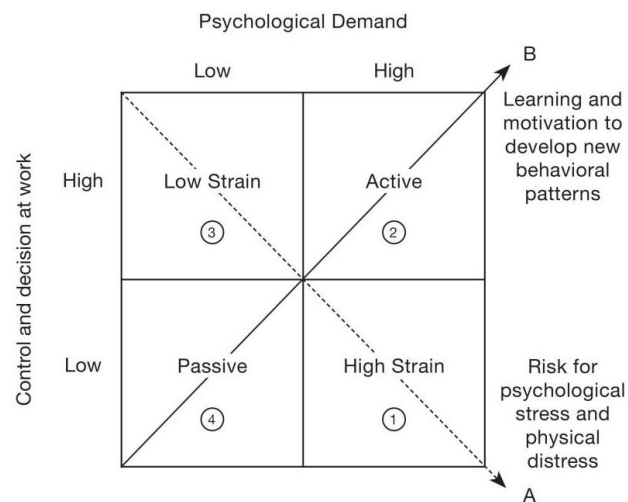 Psychological Demand
Low High
B
Learning and
motivation to
develop new
behavioral
patterns
Control and decision at work
High
Low Strain Active
3 2
Low
Passive High Strain
4 1
Risk for
psychological
stress and
physical
distress
A